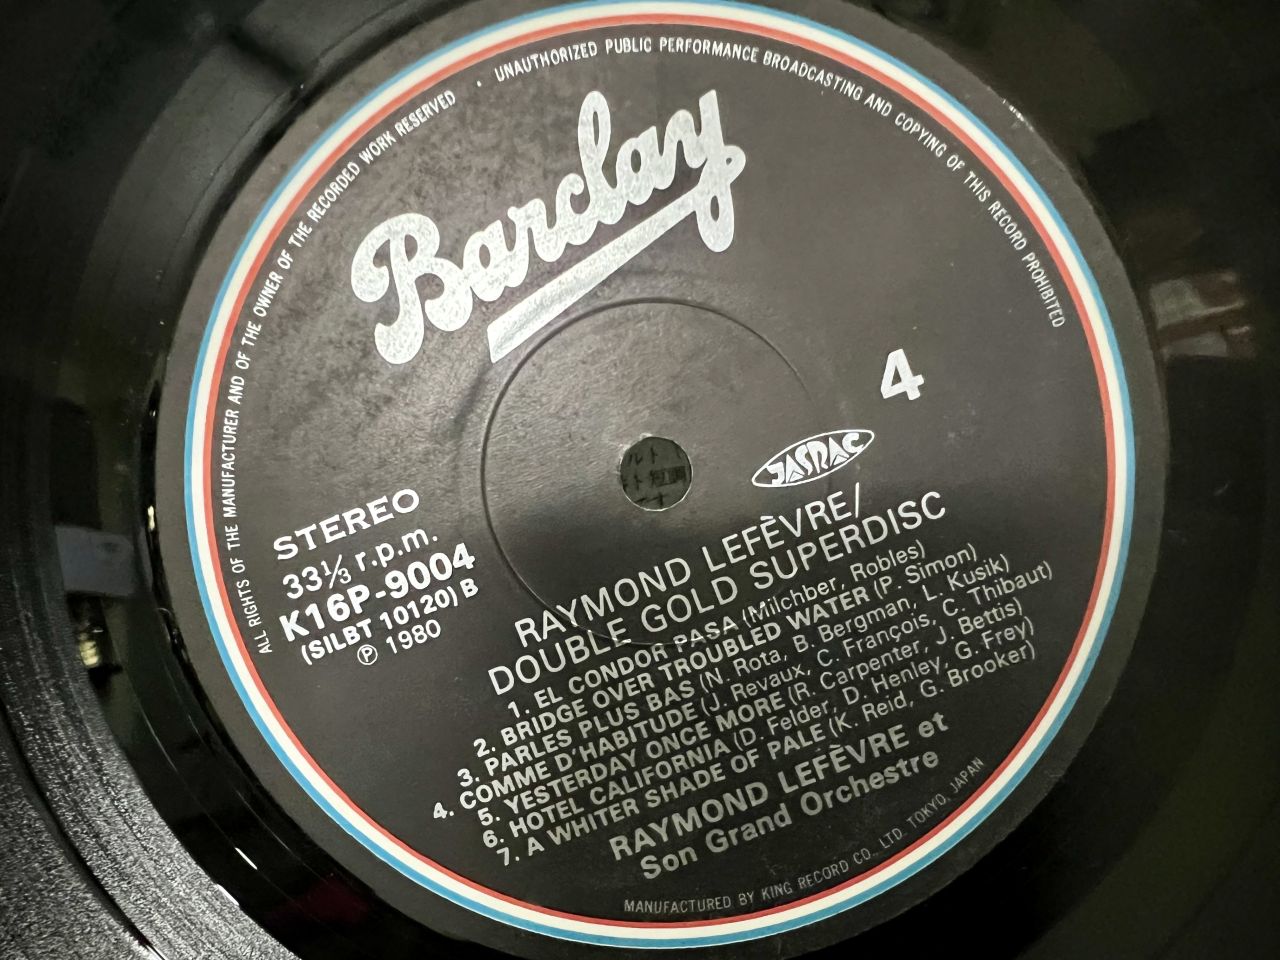 ALL RIGHTS OF THE MANUFACTURER AND OF THE OWNER OF THE RECORDED WORK RESERVED · UNAUTHORIZED PUBLIC PERFORMANCE BROADCASTING AND COPYING OF THIS RECORD PROHIBITED
Barclay
4
JASRAC
STEREO
33⅓ r.p.m.
K16P-9004
(SILBT 10120) B
Ⓟ 1980
RAYMOND LEFÈVRE/
DOUBLE GOLD SUPERDISC
1. EL CONDOR PASA (Milchber, Robles)
2. BRIDGE OVER TROUBLED WATER (P. Simon)
3. PARLES PLUS BAS (N. Rota, B. Bergman, L. Kusik)
4. COMME D'HABITUDE (J. Revaux, C. François, C. Thibaut)
5. YESTERDAY ONCE MORE (R. Carpenter, J. Bettis)
6. HOTEL CALIFORNIA (D. Felder, D. Henley, G. Frey)
7. A WHITER SHADE OF PALE (K. Reid, G. Brooker)
RAYMOND LEFÈVRE et
Son Grand Orchestre
MANUFACTURED BY KING RECORD CO., LTD. TOKYO, JAPAN